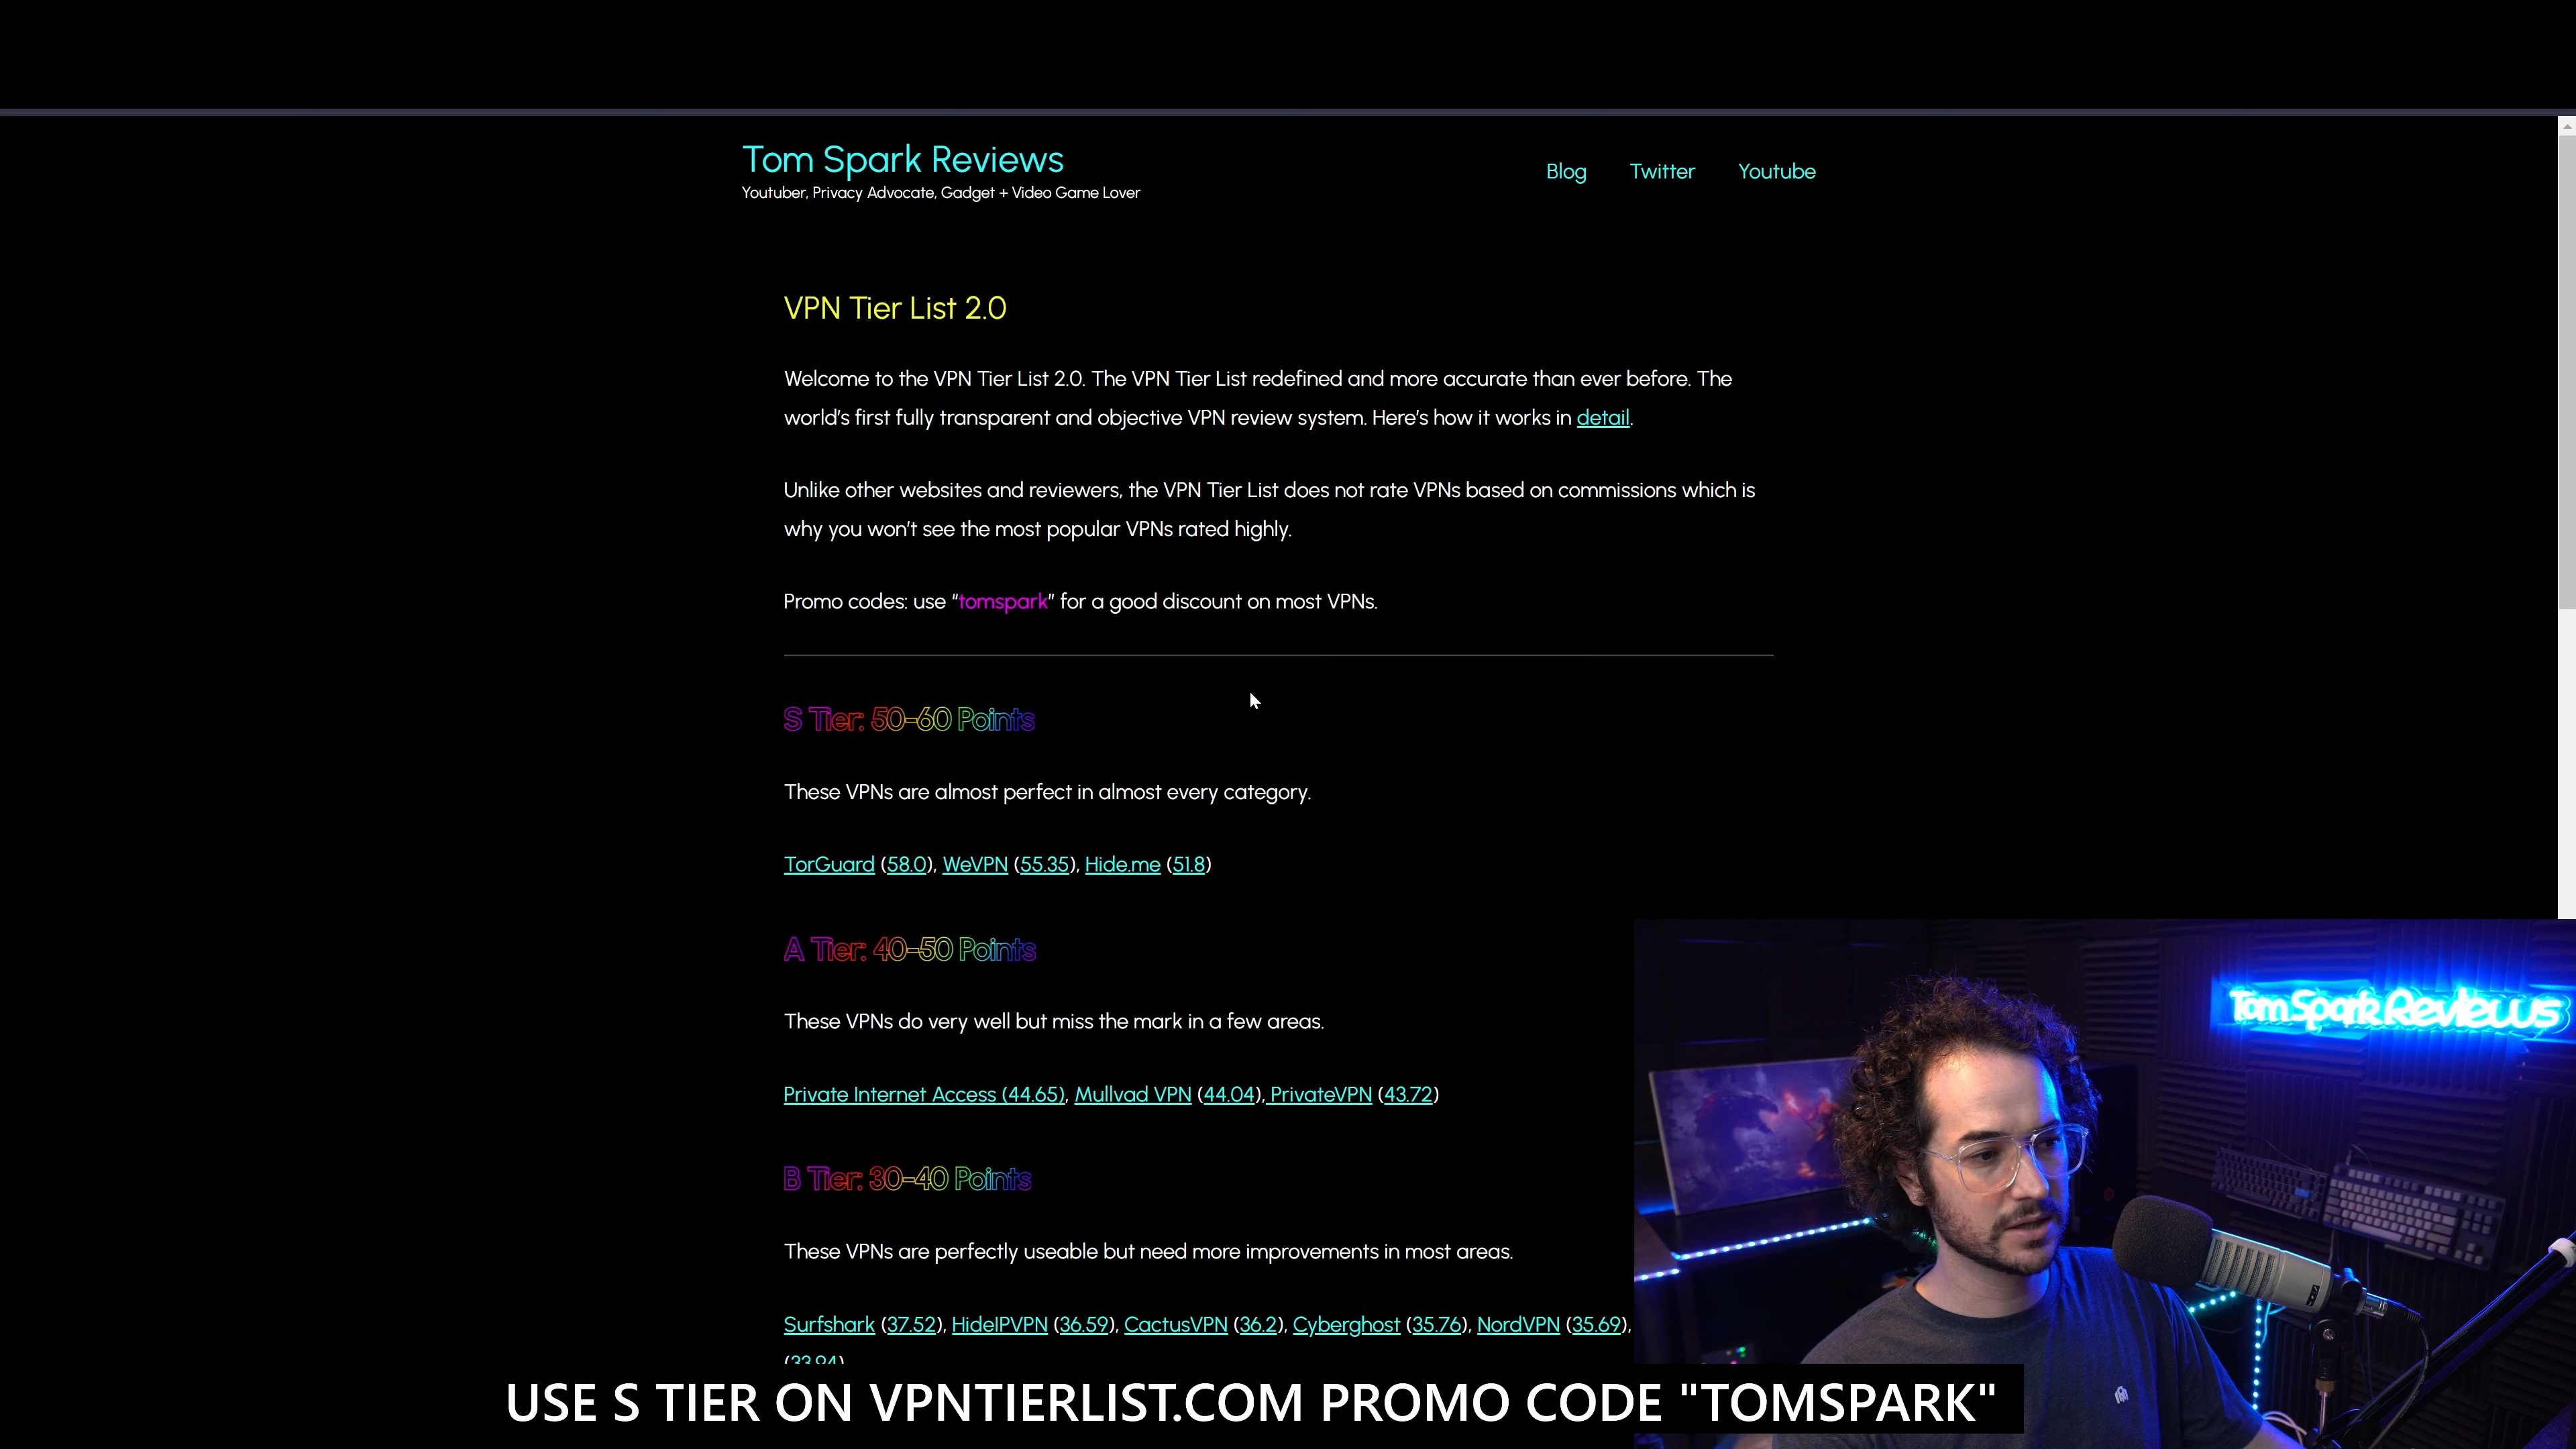 Tom Spark Reviews
Youtuber, Privacy Advocate, Gadget + Video Game Lover
Blog Twitter Youtube
VPN Tier List 2.0
Welcome to the VPN Tier List 2.0. The VPN Tier List redefined and more accurate than ever before. The
world's first fully transparent and objective VPN review system. Here's how it works in detail.
Unlike other websites and reviewers, the VPN Tier List does not rate VPNs based on commissions which is
why you won't see the most popular VPNs rated highly.
Promo codes: use “tomspark” for a good discount on most VPNs.
S Tier: 50–60 Points
These VPNs are almost perfect in almost every category.
TorGuard (58.0), WeVPN (55.35), Hide.me (51.8)
A Tier: 40–50 Points
These VPNs do very well but miss the mark in a few areas.
Private Internet Access (44.65), Mullvad VPN (44.04), PrivateVPN (43.72)
B Tier: 30–40 Points
These VPNs are perfectly useable but need more improvements in most areas.
Surfshark (37.52), HideIPVPN (36.59), CactusVPN (36.2), Cyberghost (35.76), NordVPN (35.69),
(33.94)
Tom Spark Reviews
USE S TIER ON VPNTIERLIST.COM PROMO CODE "TOMSPARK"